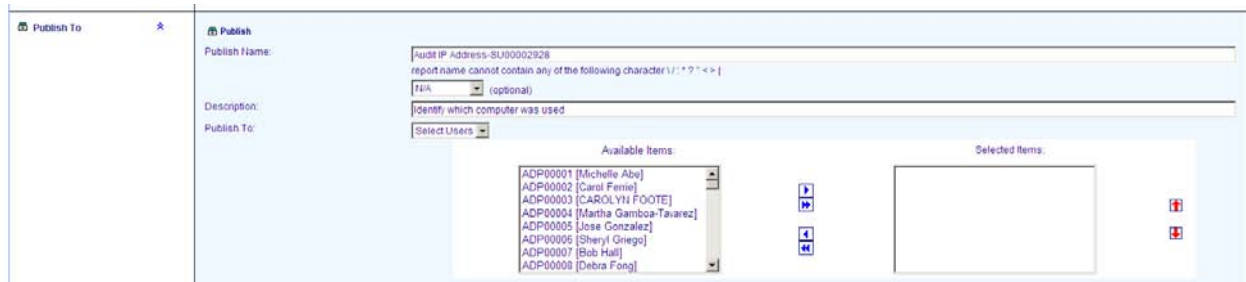 Publish To
Publish
Publish Name:
Audit IP Address-SU00002928
report name cannot contain any of the following character \ / : * ? " < > |
N/A
(optional)
Description:
Identify which computer was used
Publish To:
Select Users
Available Items:
Selected Items:
ADP00001 [Michelle Abe]
ADP00002 [Carol Ferrie]
ADP00003 [CAROLYN FOOTE]
ADP00004 [Martha Gamboa-Tavarez]
ADP00005 [Jose Gonzalez]
ADP00006 [Sheryl Griego]
ADP00007 [Bob Hall]
ADP00008 [Debra Fong]